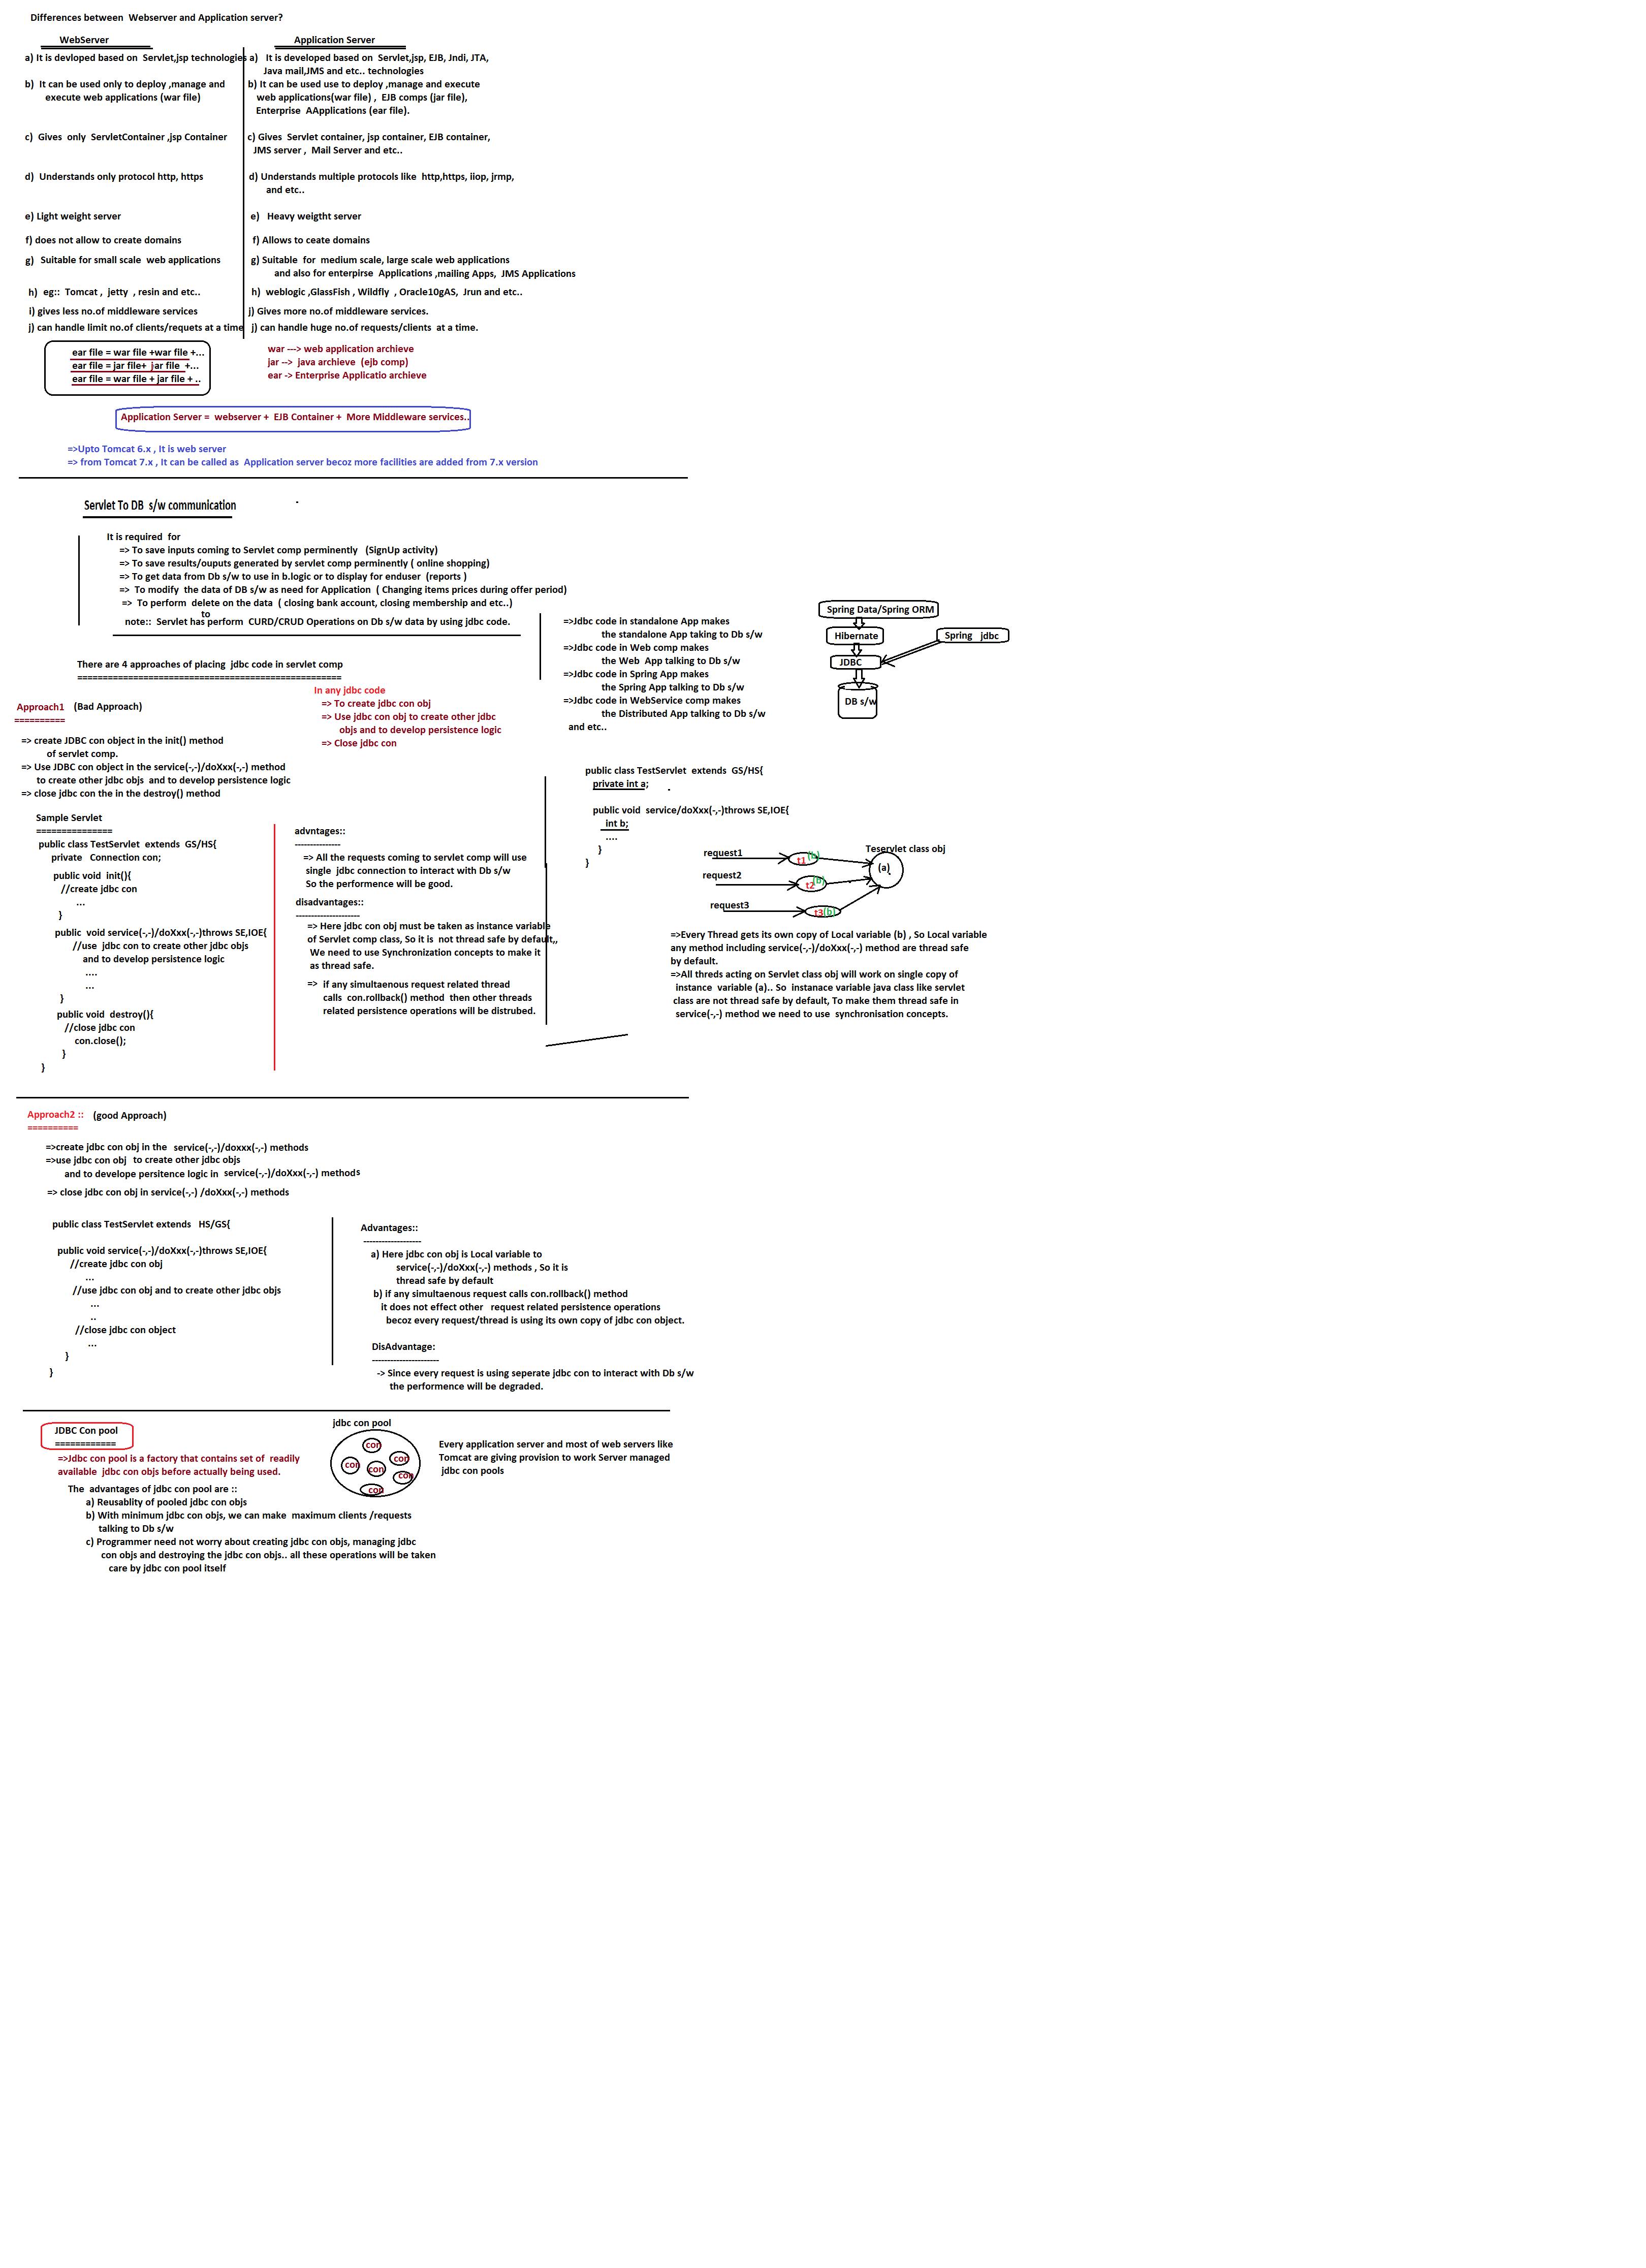 Differences between Webserver and Application server?
WebServer
a) It is devloped based on Servlet,jsp technologies
b) It can be used only to deploy ,manage and
execute web applications (war file)
c) Gives only ServletContainer ,jsp Container
d) Understands only protocol http, https
e) Light weight server
f) does not allow to create domains
g) Suitable for small scale web applications
h) eg:: Tomcat , jetty , resin and etc..
i) gives less no.of middleware services
j) can handle limit no.of clients/requets at a time
Application Server
a) It is developed based on Servlet,jsp, EJB, Jndi, JTA,
Java mail,JMS and etc.. technologies
b) It can be used use to deploy ,manage and execute
web applications(war file) , EJB comps (jar file),
Enterprise AApplications (ear file).
c) Gives Servlet container, jsp container, EJB container,
JMS server , Mail Server and etc..
d) Understands multiple protocols like http,https, iiop, jrmp,
and etc..
e) Heavy weigtht server
f) Allows to ceate domains
g) Suitable for medium scale, large scale web applications
and also for enterpirse Applications ,mailing Apps, JMS Applications
h) weblogic ,GlassFish , Wildfly , Oracle10gAS, Jrun and etc..
j) Gives more no.of middleware services.
j) can handle huge no.of requests/clients at a time.
ear file = war file +war file +...
ear file = jar file+ jar file +...
ear file = war file + jar file + ..
war ---> web application archieve
jar --> java archieve (ejb comp)
ear -> Enterprise Applicatio archieve
Application Server = webserver + EJB Container + More Middleware services..
=>Upto Tomcat 6.x , It is web server
=> from Tomcat 7.x , It can be called as Application server becoz more facilities are added from 7.x version
Servlet To DB s/w communication
It is required for
=> To save inputs coming to Servlet comp perminently (SignUp activity)
=> To save results/ouputs generated by servlet comp perminently ( online shopping)
=> To get data from Db s/w to use in b.logic or to display for enduser (reports )
=> To modify the data of DB s/w as need for Application ( Changing items prices during offer period)
=> To perform delete on the data ( closing bank account, closing membership and etc..)
to
note:: Servlet has perform CURD/CRUD Operations on Db s/w data by using jdbc code.
=>Jdbc code in standalone App makes
the standalone App taking to Db s/w
=>Jdbc code in Web comp makes
the Web App talking to Db s/w
=>Jdbc code in Spring App makes
the Spring App talking to Db s/w
=>Jdbc code in WebService comp makes
the Distributed App talking to Db s/w
and etc..
Spring Data/Spring ORM
Hibernate
Spring jdbc
JDBC
DB s/w
There are 4 approaches of placing jdbc code in servlet comp
====================================================
In any jdbc code
=> To create jdbc con obj
=> Use jdbc con obj to create other jdbc
objs and to develop persistence logic
=> Close jdbc con
Approach1 (Bad Approach)
==========
=> create JDBC con object in the init() method
of servlet comp.
=> Use JDBC con object in the service(-,-)/doXxx(-,-) method
to create other jdbc objs and to develop persistence logic
=> close jdbc con the in the destroy() method
Sample Servlet
===============
public class TestServlet extends GS/HS{
private Connection con;
public void init(){
//create jdbc con
...
}
public void service(-,-)/doXxx(-,-)throws SE,IOE{
//use jdbc con to create other jdbc objs
and to develop persistence logic
....
...
}
public void destroy(){
//close jdbc con
con.close();
}
}
advntages::
---------------
=> All the requests coming to servlet comp will use
single jdbc connection to interact with Db s/w
So the performence will be good.
disadvantages::
---------------------
=> Here jdbc con obj must be taken as instance variable
of Servlet comp class, So it is not thread safe by default,,
We need to use Synchronization concepts to make it
as thread safe.
=> if any simultaenous request related thread
calls con.rollback() method then other threads
related persistence operations will be distrubed.
public class TestServlet extends GS/HS{
private int a;
public void service/doXxx(-,-)throws SE,IOE{
int b;
....
}
}
request1
request2
request3
t1 (b)
t2 (b)
t3(b)
Teservlet class obj
(a)
=>Every Thread gets its own copy of Local variable (b) , So Local variable
any method including service(-,-)/doXxx(-,-) method are thread safe
by default.
=>All threds acting on Servlet class obj will work on single copy of
instance variable (a).. So instanace variable java class like servlet
class are not thread safe by default, To make them thread safe in
service(-,-) method we need to use synchronisation concepts.
Approach2 :: (good Approach)
==========
=>create jdbc con obj in the service(-,-)/doxxx(-,-) methods
=>use jdbc con obj to create other jdbc objs
and to develope persitence logic in service(-,-)/doXxx(-,-) methods
=> close jdbc con obj in service(-,-) /doXxx(-,-) methods
public class TestServlet extends HS/GS{
public void service(-,-)/doXxx(-,-)throws SE,IOE{
//create jdbc con obj
...
//use jdbc con obj and to create other jdbc objs
...
..
//close jdbc con object
...
}
}
Advantages::
------------------
a) Here jdbc con obj is Local variable to
service(-,-)/doXxx(-,-) methods , So it is
thread safe by default
b) if any simultaenous request calls con.rollback() method
it does not effect other request related persistence operations
becoz every request/thread is using its own copy of jdbc con object.
DisAdvantage:
----------------------
-> Since every request is using seperate jdbc con to interact with Db s/w
the performence will be degraded.
JDBC Con pool
============
=>Jdbc con pool is a factory that contains set of readily
available jdbc con objs before actually being used.
The advantages of jdbc con pool are ::
a) Reusablity of pooled jdbc con objs
b) With minimum jdbc con objs, we can make maximum clients /requests
talking to Db s/w
c) Programmer need not worry about creating jdbc con objs, managing jdbc
con objs and destroying the jdbc con objs.. all these operations will be taken
care by jdbc con pool itself
jdbc con pool
con
con
con
con
con
con
Every application server and most of web servers like
Tomcat are giving provision to work Server managed
jdbc con pools